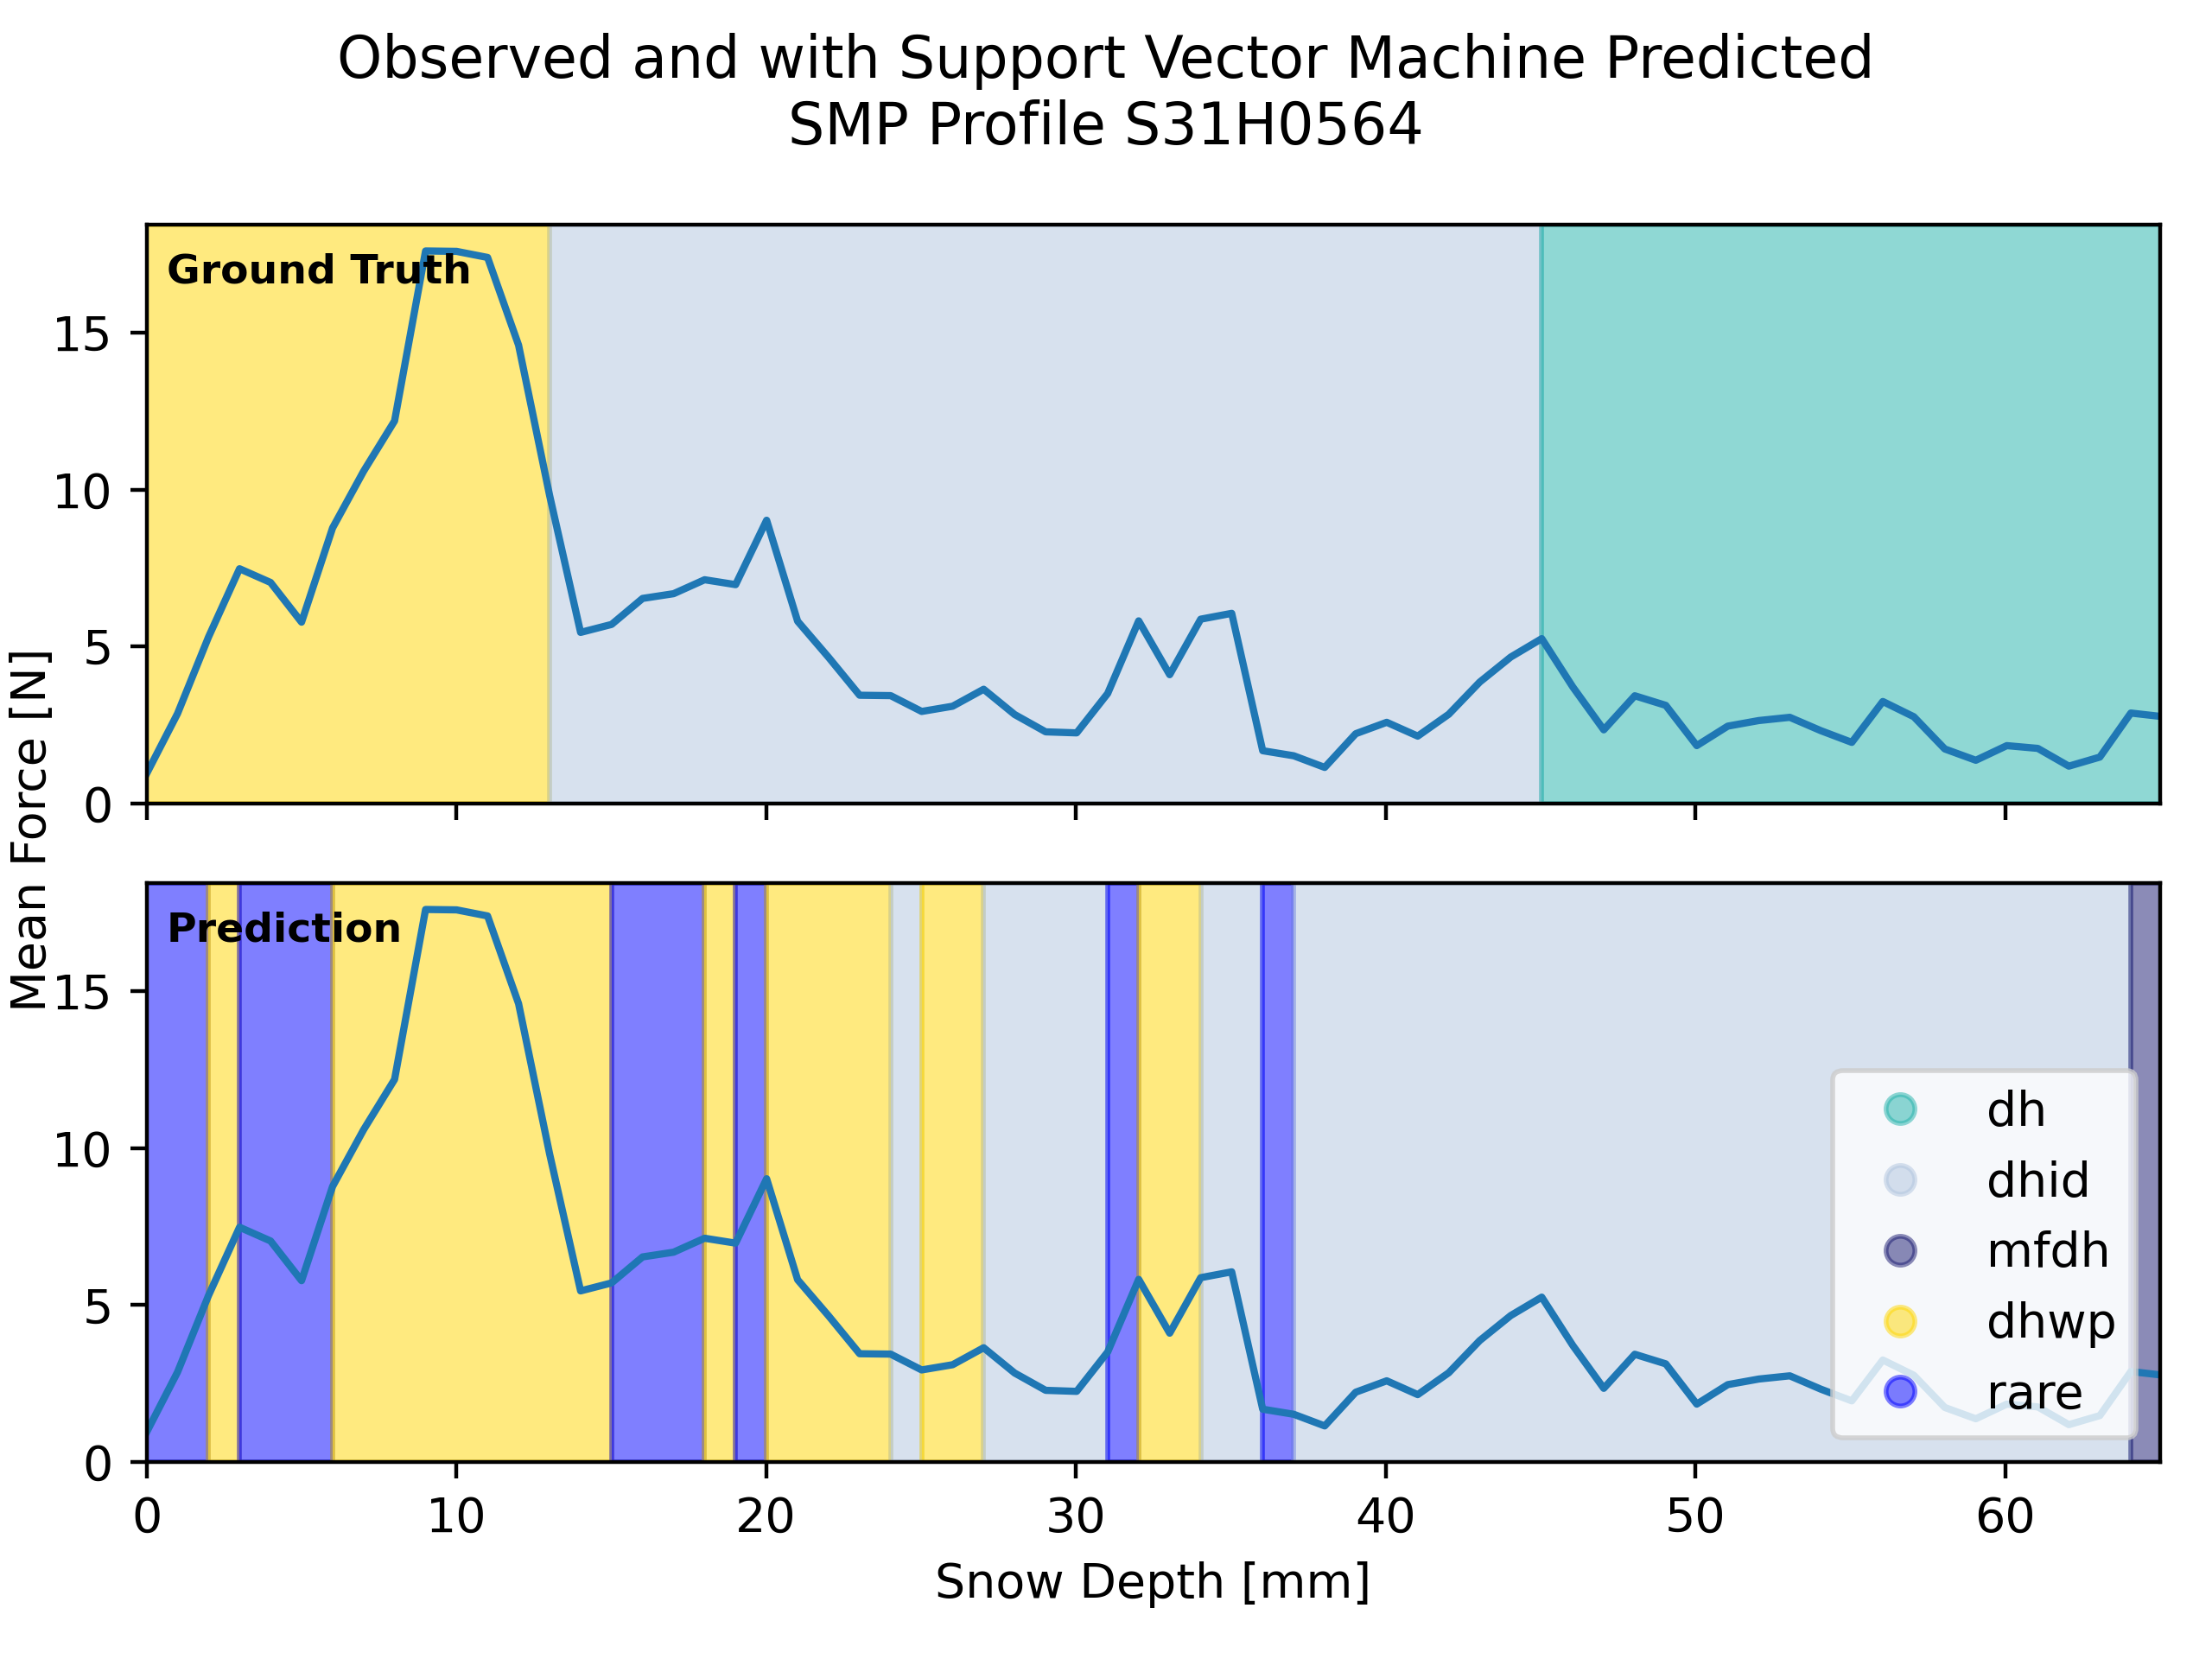 Observed and with Support Vector Machine Predicted
SMP Profile S31H0564
Ground Truth
15
10
5
0
Mean Force [N]
Prediction
15
10
5
0
dh
dhid
mfdh
dhwp
rare
0 10 20 30 40 50 60
Snow Depth [mm]